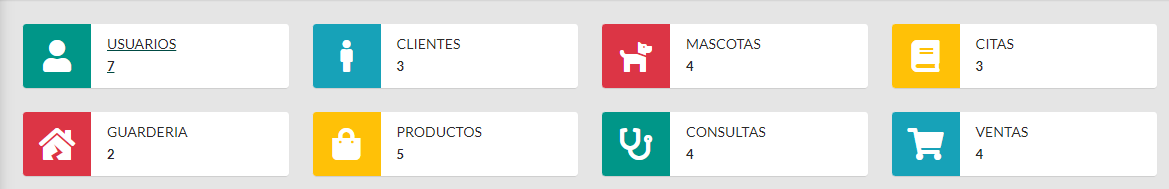 USUARIOS
7
CLIENTES
3
MASCOTAS
4
CITAS
3
GUARDERIA
2
PRODUCTOS
5
CONSULTAS
4
VENTAS
4